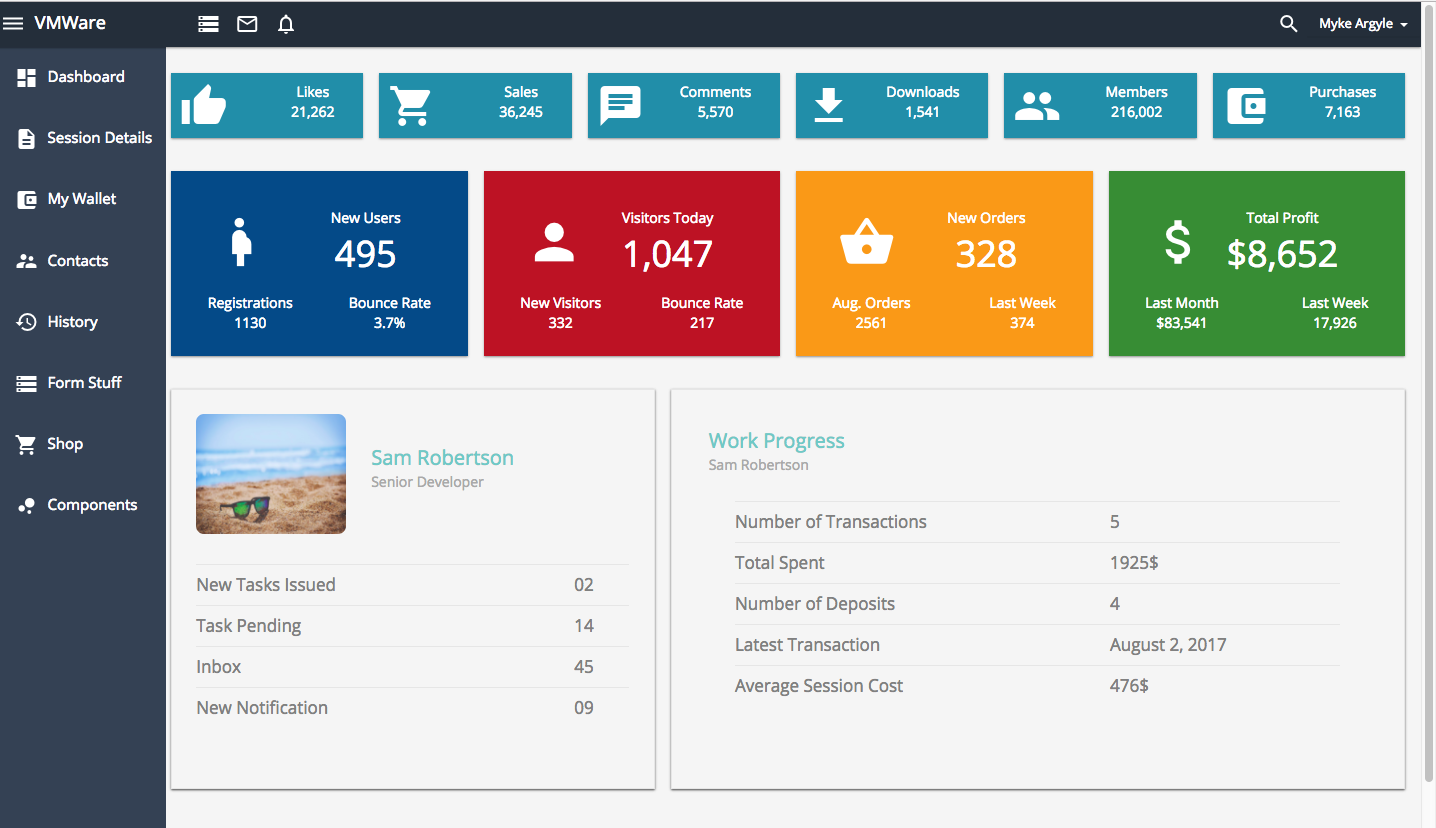 VMWare
Myke Argyle
Dashboard
Session Details
My Wallet
Contacts
History
Form Stuff
Shop
Components
Likes
21,262
Sales
36,245
Comments
5,570
Downloads
1,541
Members
216,002
Purchases
7,163
New Users
495
Registrations
1130
Bounce Rate
3.7%
Visitors Today
1,047
New Visitors
332
Bounce Rate
217
New Orders
328
Aug. Orders
2561
Last Week
374
Total Profit
$8,652
Last Month
$83,541
Last Week
17,926
Sam Robertson
Senior Developer
New Tasks Issued 02
Task Pending 14
Inbox 45
New Notification 09
Work Progress
Sam Robertson
Number of Transactions 5
Total Spent 1925$
Number of Deposits 4
Latest Transaction August 2, 2017
Average Session Cost 476$